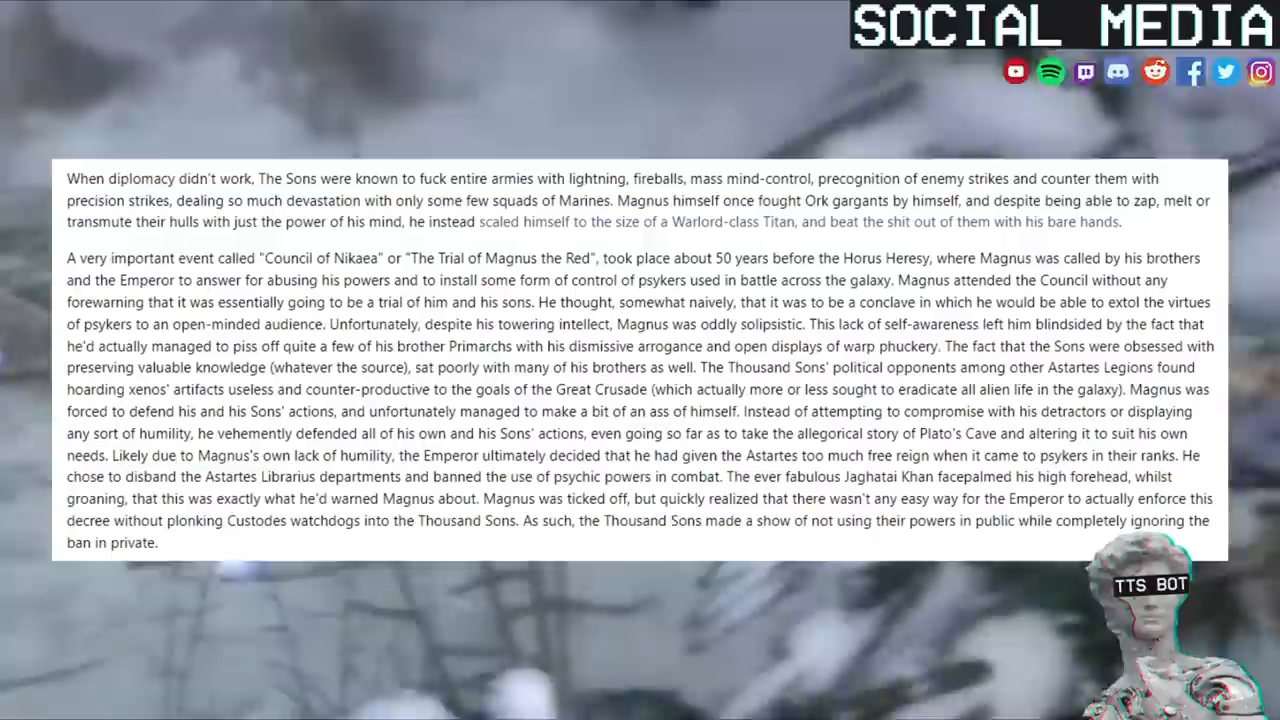 SOCIAL MEDIA
When diplomacy didn't work, The Sons were known to fuck entire armies with lightning, fireballs, mass mind-control, precognition of enemy strikes and counter them with
precision strikes, dealing so much devastation with only some few squads of Marines. Magnus himself once fought Ork gargants by himself, and despite being able to zap, melt or
transmute their hulls with just the power of his mind, he instead scaled himself to the size of a Warlord-class Titan, and beat the shit out of them with his bare hands.
A very important event called "Council of Nikaea" or "The Trial of Magnus the Red", took place about 50 years before the Horus Heresy, where Magnus was called by his brothers
and the Emperor to answer for abusing his powers and to install some form of control of psykers used in battle across the galaxy. Magnus attended the Council without any
forewarning that it was essentially going to be a trial of him and his sons. He thought, somewhat naively, that it was to be a conclave in which he would be able to extol the virtues
of psykers to an open-minded audience. Unfortunately, despite his towering intellect, Magnus was oddly solipsistic. This lack of self-awareness left him blindsided by the fact that
he'd actually managed to piss off quite a few of his brother Primarchs with his dismissive arrogance and open displays of warp phuckery. The fact that the Sons were obsessed with
preserving valuable knowledge (whatever the source), sat poorly with many of his brothers as well. The Thousand Sons' political opponents among other Astartes Legions found
hoarding xenos' artifacts useless and counter-productive to the goals of the Great Crusade (which actually more or less sought to eradicate all alien life in the galaxy). Magnus was
forced to defend his and his Sons' actions, and unfortunately managed to make a bit of an ass of himself. Instead of attempting to compromise with his detractors or displaying
any sort of humility, he vehemently defended all of his own and his Sons' actions, even going so far as to take the allegorical story of Plato's Cave and altering it to suit his own
needs. Likely due to Magnus's own lack of humility, the Emperor ultimately decided that he had given the Astartes too much free reign when it came to psykers in their ranks. He
chose to disband the Astartes Librarius departments and banned the use of psychic powers in combat. The ever fabulous Jaghatai Khan facepalmed his high forehead, whilst
groaning, that this was exactly what he'd warned Magnus about. Magnus was ticked off, but quickly realized that there wasn't any easy way for the Emperor to actually enforce this
decree without plonking Custodes watchdogs into the Thousand Sons. As such, the Thousand Sons made a show of not using their powers in public while completely ignoring the
ban in private.
TTS BOT